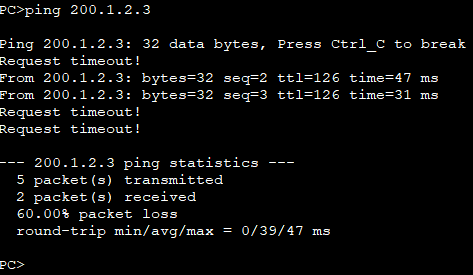 PC>ping 200.1.2.3
Ping 200.1.2.3: 32 data bytes, Press Ctrl_C to break
Request timeout!
From 200.1.2.3: bytes=32 seq=2 ttl=126 time=47 ms
From 200.1.2.3: bytes=32 seq=3 ttl=126 time=31 ms
Request timeout!
Request timeout!
--- 200.1.2.3 ping statistics ---
5 packet(s) transmitted
2 packet(s) received
60.00% packet loss
round-trip min/avg/max = 0/39/47 ms
PC>